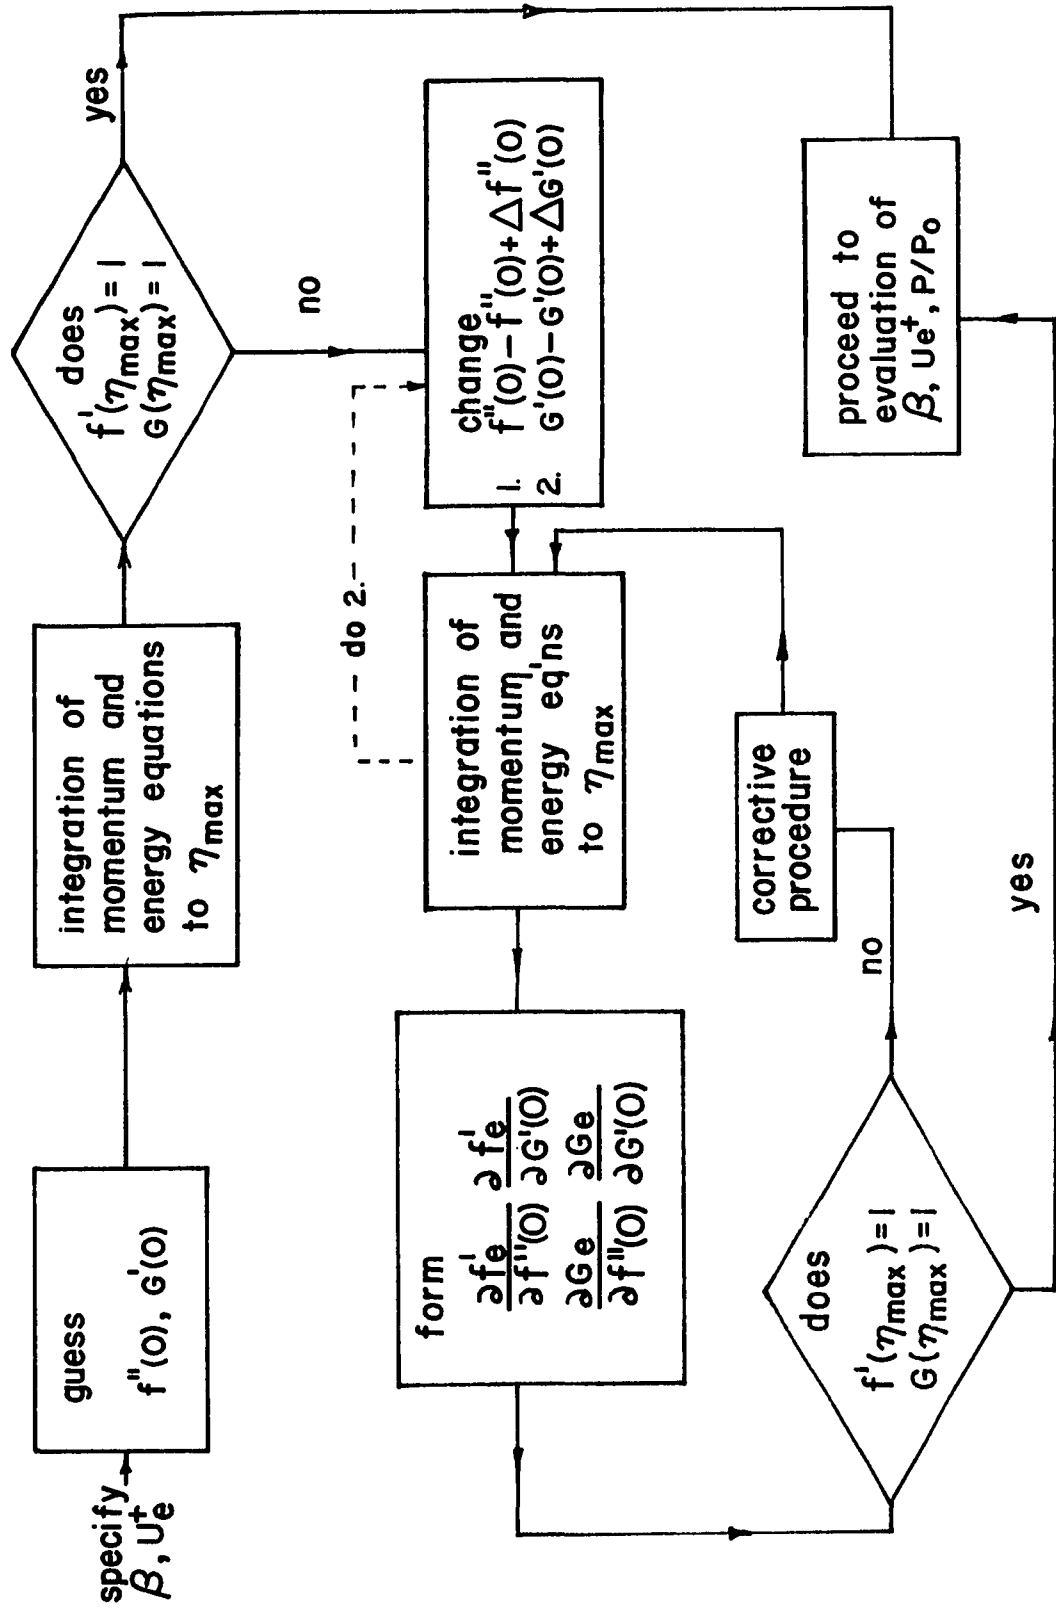 specify
β, Ue+
guess
f''(0), G'(0)
integration of
momentum and
energy equations
to ηmax
does
f'(ηmax)=1
G(ηmax)=1
yes
no
change
1. f''(0)–f''(0)+Δf''(0)
2. G'(0)–G'(0)+ΔG'(0)
do 2.
integration of
momentum and
energy eq'ns
to ηmax
form
∂fe'/∂f''(0) ∂fe'/∂G'(0)
∂Ge/∂f''(0) ∂Ge/∂G'(0)
does
f'(ηmax)=1
G(ηmax)=1
no
corrective
procedure
yes
proceed to
evaluation of
β, Ue+, P/Po